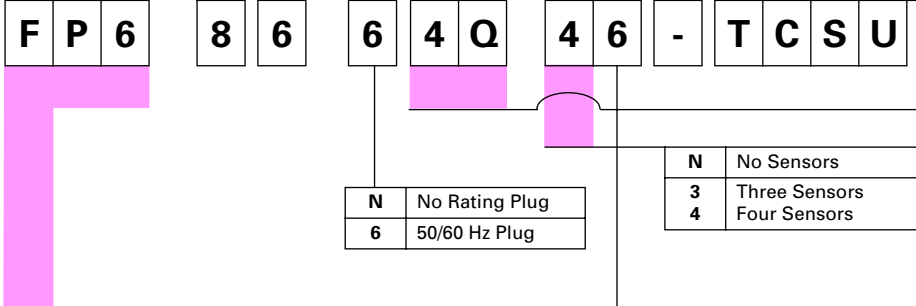 F P 6 8 6 6 4 Q 4 6 - T C S U
N No Sensors
3 Three Sensors
4 Four Sensors
N No Rating Plug
6 50/60 Hz Plug